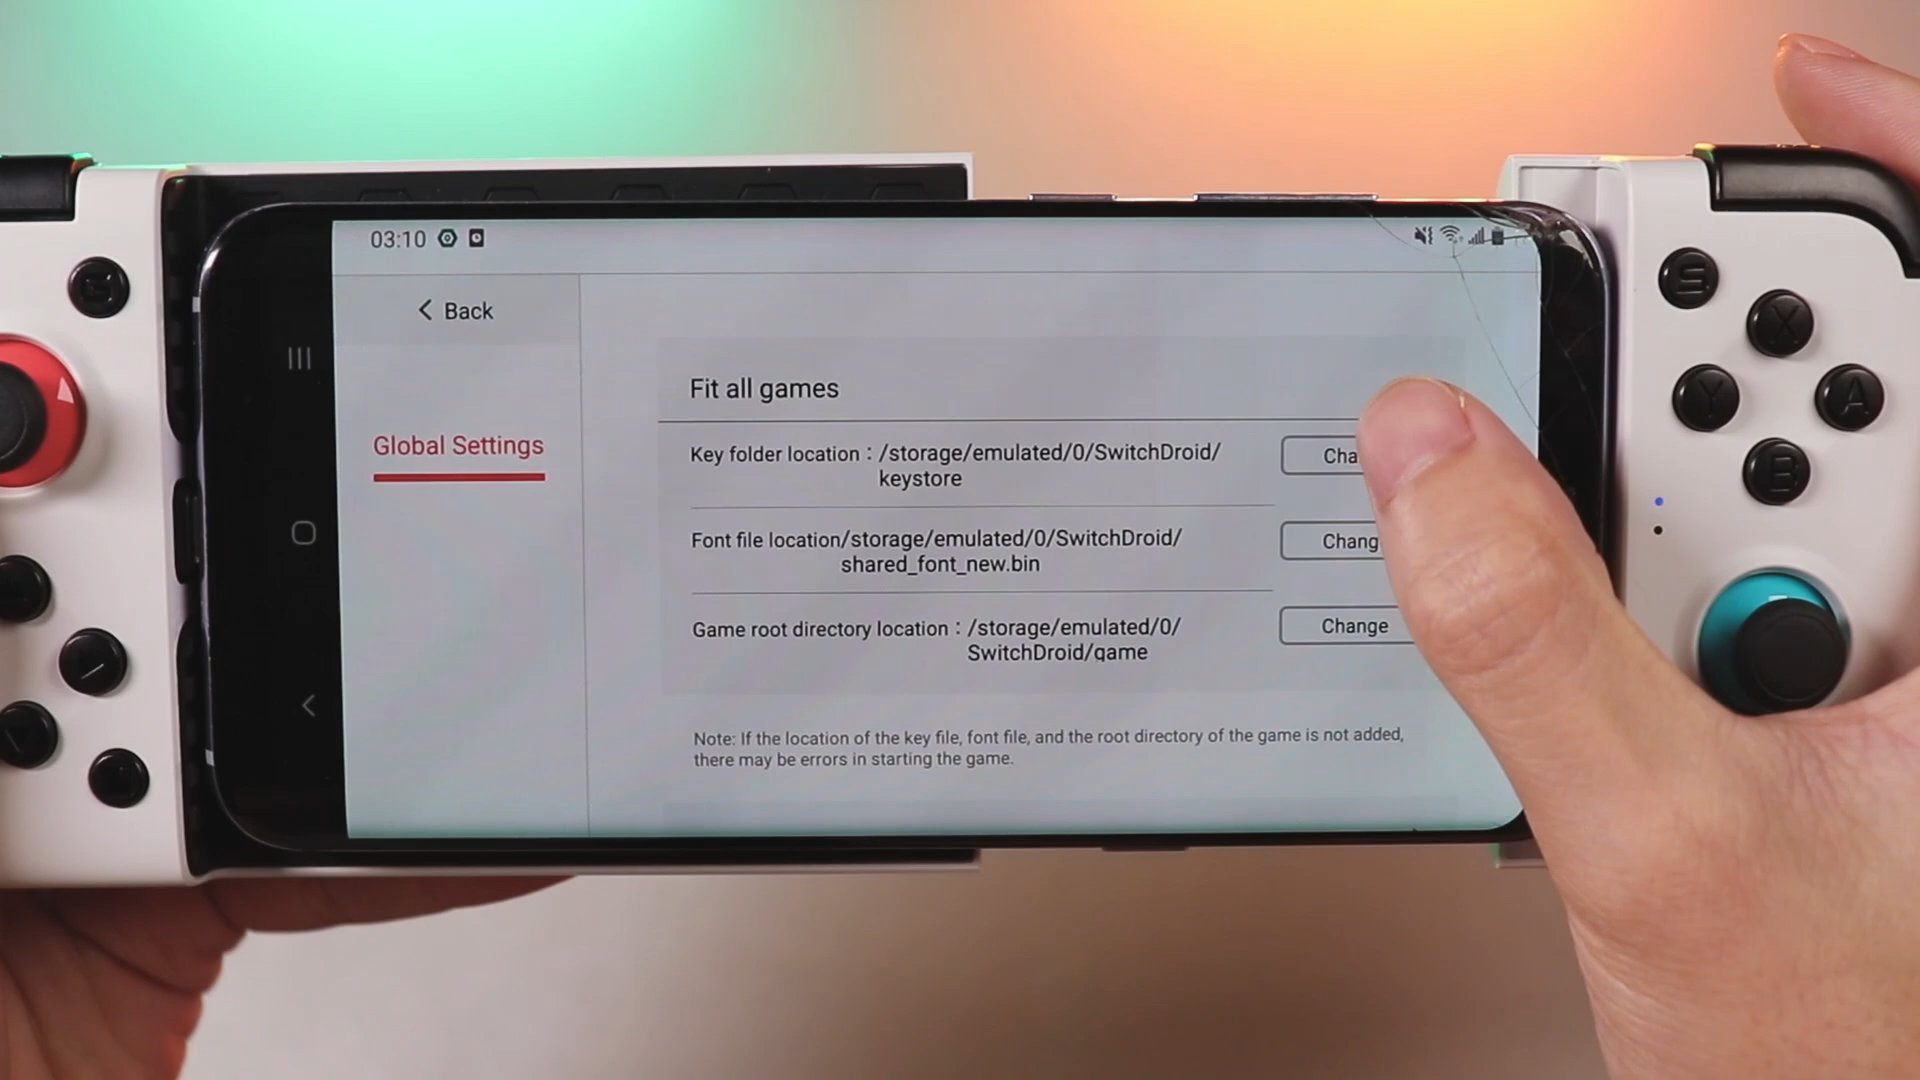 03:10
Back
Global Settings
Fit all games
Key folder location : /storage/emulated/0/SwitchDroid/
keystore
Cha
Font file location/storage/emulated/0/SwitchDroid/
shared_font_new.bin
Chang
Game root directory location : /storage/emulated/0/
SwitchDroid/game
Change
Note: If the location of the key file, font file, and the root directory of the game is not added,
there may be errors in starting the game.
S
X
Y
A
B